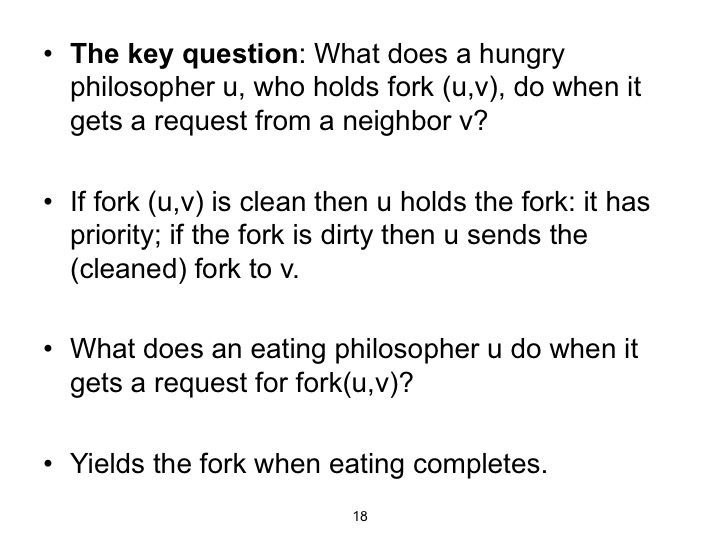 • The key question: What does a hungry
philosopher u, who holds fork (u,v), do when it
gets a request from a neighbor v?
• If fork (u,v) is clean then u holds the fork: it has
priority; if the fork is dirty then u sends the
(cleaned) fork to v.
• What does an eating philosopher u do when it
gets a request for fork(u,v)?
• Yields the fork when eating completes.
18